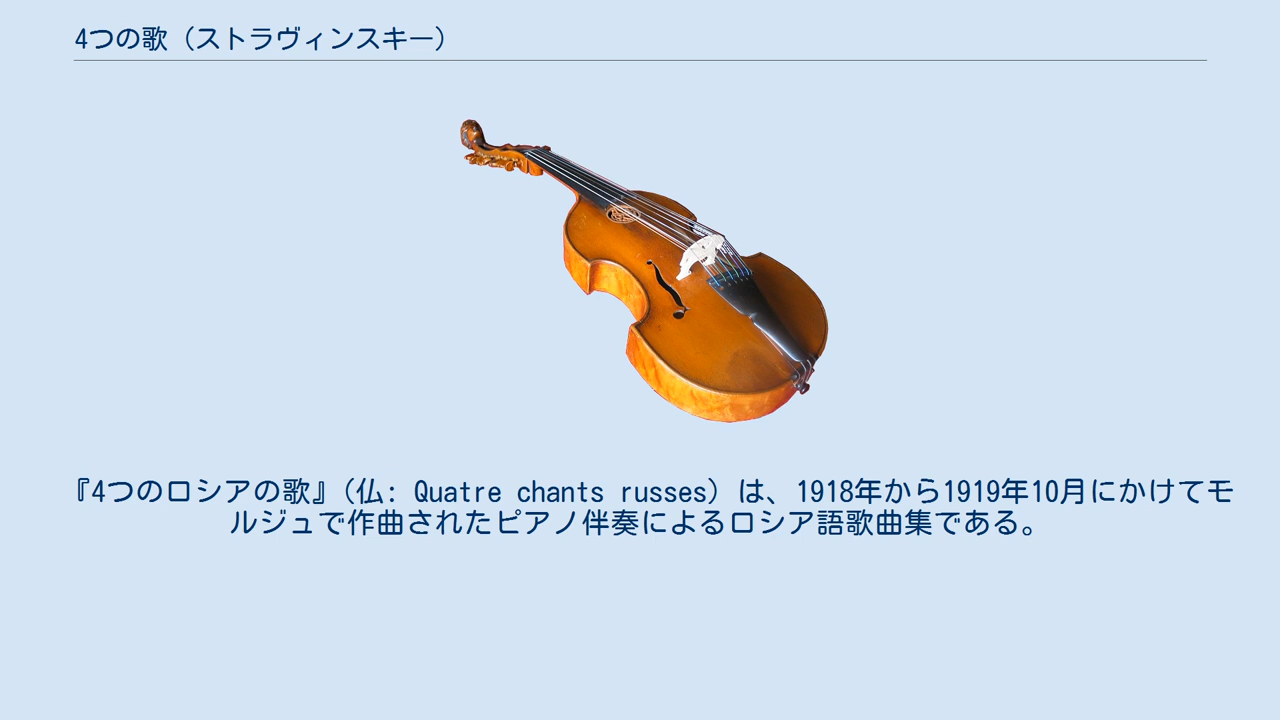 4つの歌（ストラヴィンスキー）
『4つのロシアの歌』（仏: Quatre chants russes）は、1918年から1919年10月にかけてモ
ルジュで作曲されたピアノ伴奏によるロシア語歌曲集である。